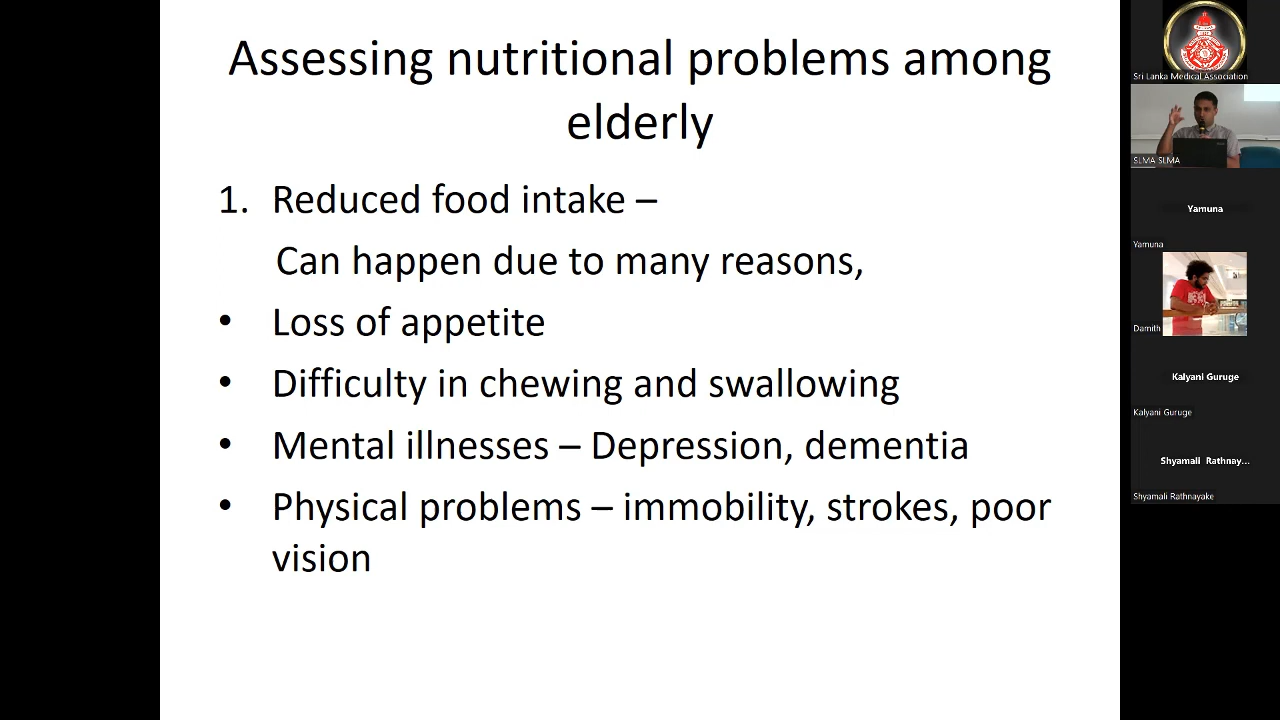 Assessing nutritional problems among
elderly
1. Reduced food intake –
Can happen due to many reasons,
• Loss of appetite
• Difficulty in chewing and swallowing
• Mental illnesses – Depression, dementia
• Physical problems – immobility, strokes, poor
vision
Sri Lanka Medical Association
SLMA SLMA
Yamuna
Yamuna
Damith
Kalyani Guruge
Kalyani Guruge
Shyamali Rathnay...
Shyamali Rathnayake